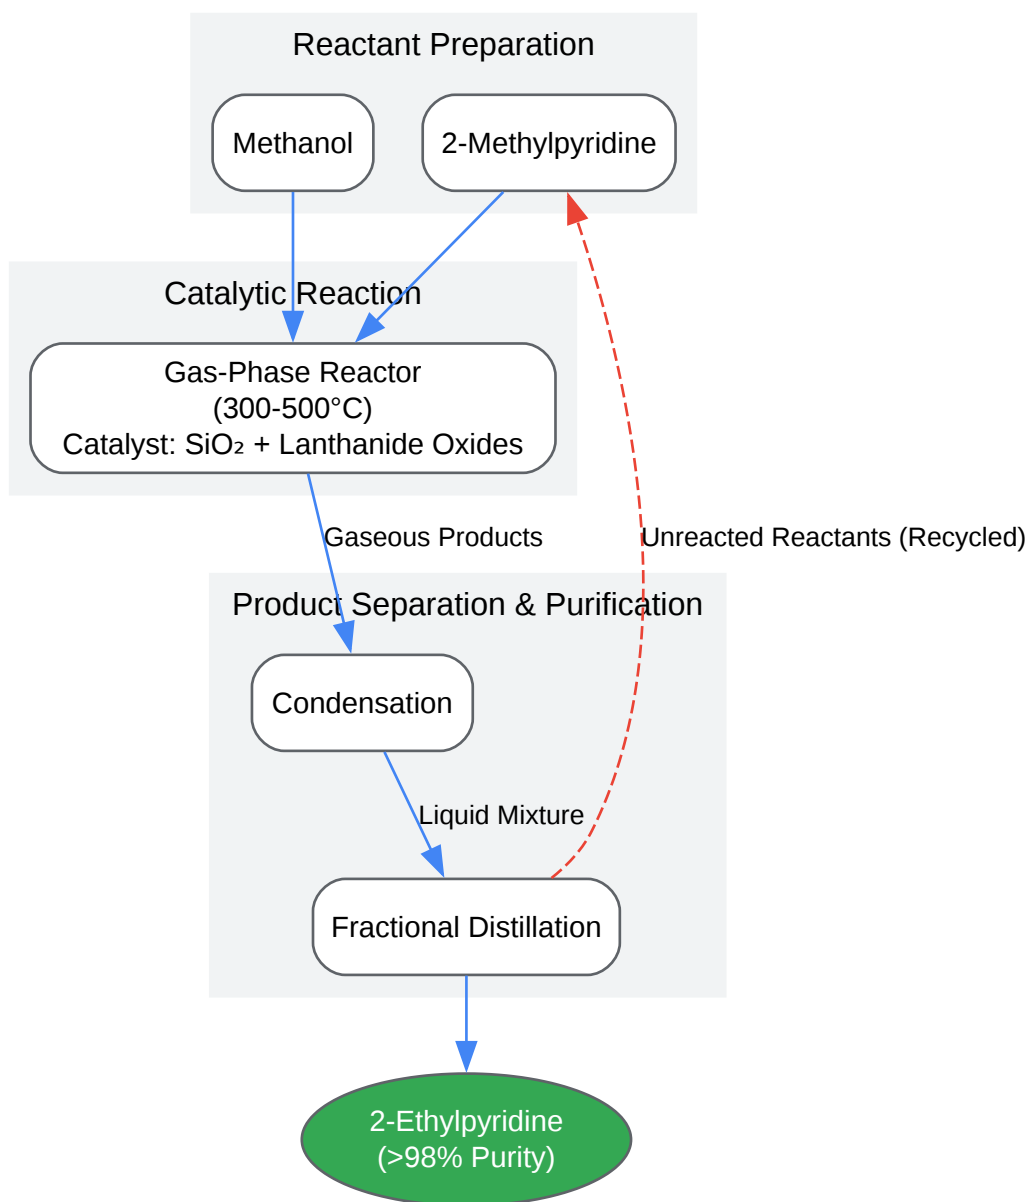 Reactant Preparation
Methanol
2-Methylpyridine
Catalytic Reaction
Gas-Phase Reactor
(300-500°C)
Catalyst: SiO₂ + Lanthanide Oxides
Gaseous Products
Unreacted Reactants (Recycled)
Product Separation & Purification
Condensation
Liquid Mixture
Fractional Distillation
2-Ethylpyridine
(>98% Purity)